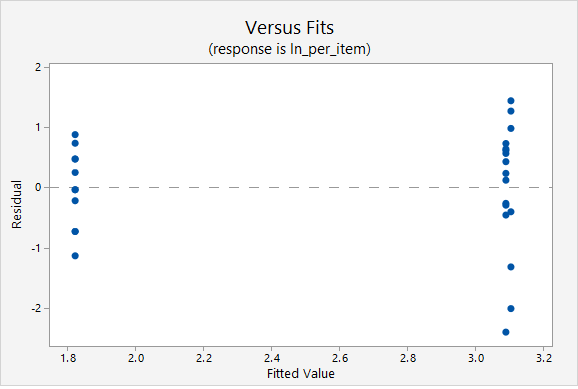 Versus Fits
(response is ln_per_item)
2
1
0
-1
-2
Residual
1.8 2.0 2.2 2.4 2.6 2.8 3.0 3.2
Fitted Value